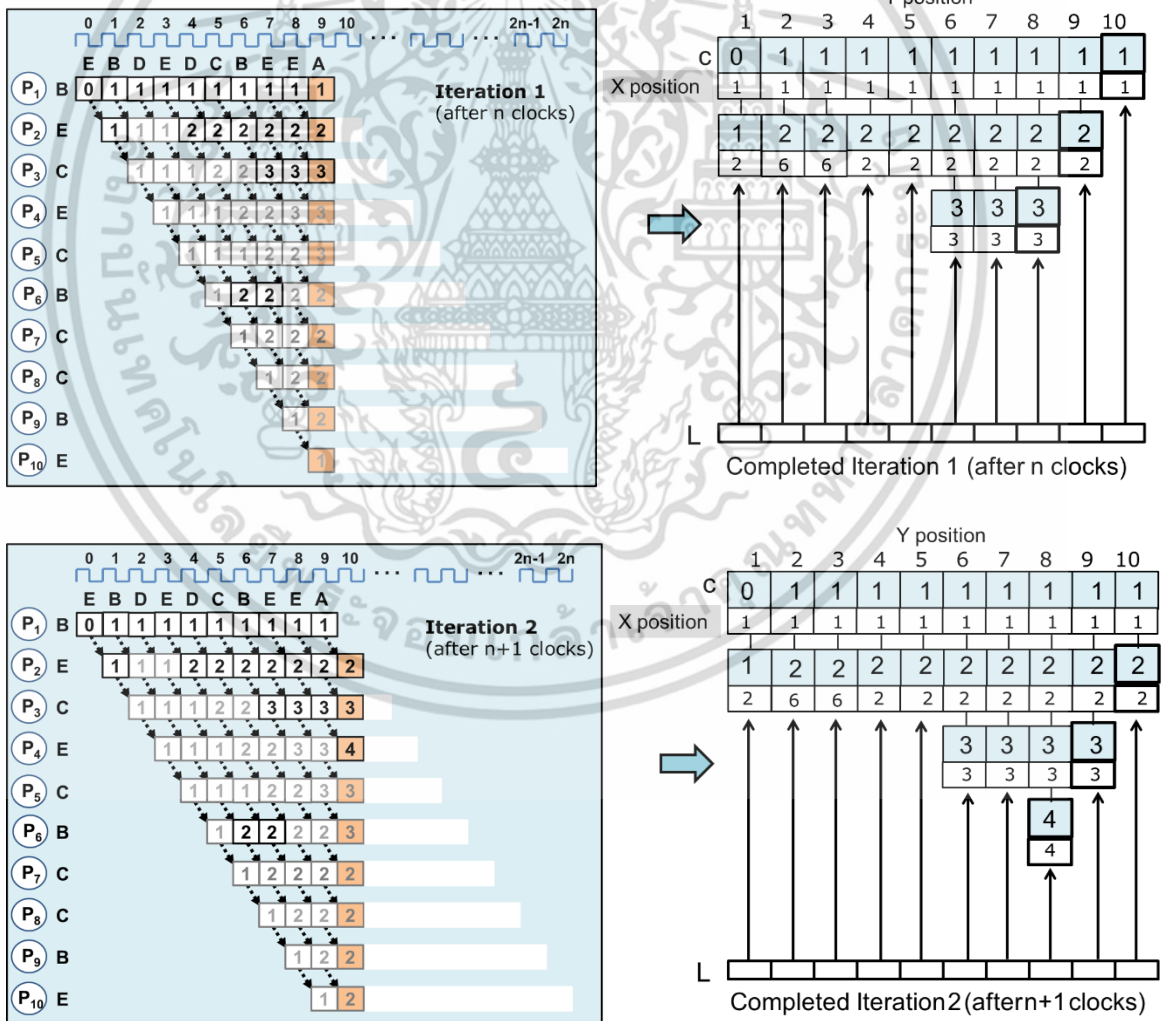 0 1 2 3 4 5 6 7 8 9 10 2n-1 2n
E B D E D C B E E A
P1 B 0 1 1 1 1 1 1 1 1 1
Iteration 1
(after n clocks)
P2 E 1 1 1 2 2 2 2 2 2
P3 C 1 1 1 2 2 3 3 3
P4 E 1 1 1 2 2 3 3
P5 C 1 1 1 2 2 3
P6 B 1 2 2 2 2
P7 C 1 2 2 2
P8 C 1 2 2
P9 B 1 2
P10 E 1
position
1 2 3 4 5 6 7 8 9 10
C 0 1 1 1 1 1 1 1 1 1
X position 1 1 1 1 1 1 1 1 1 1
1 2 2 2 2 2 2 2 2
2 6 6 2 2 2 2 2 2
3 3 3
3 3 3
L
Completed Iteration 1 (after n clocks)
0 1 2 3 4 5 6 7 8 9 10 2n-1 2n
E B D E D C B E E A
P1 B 0 1 1 1 1 1 1 1 1 1
Iteration 2
(after n+1 clocks)
P2 E 1 1 1 2 2 2 2 2 2 2
P3 C 1 1 1 2 2 3 3 3 3
P4 E 1 1 1 2 2 3 3 4
P5 C 1 1 1 2 2 3 3
P6 B 1 2 2 2 2 3
P7 C 1 2 2 2 2
P8 C 1 2 2 2
P9 B 1 2 2
P10 E 1 2
Y position
1 2 3 4 5 6 7 8 9 10
C 0 1 1 1 1 1 1 1 1 1
X position 1 1 1 1 1 1 1 1 1 1
1 2 2 2 2 2 2 2 2 2
2 6 6 2 2 2 2 2 2 2
3 3 3 3
3 3 3 3
4
4
L
Completed Iteration 2 (after n+1 clocks)